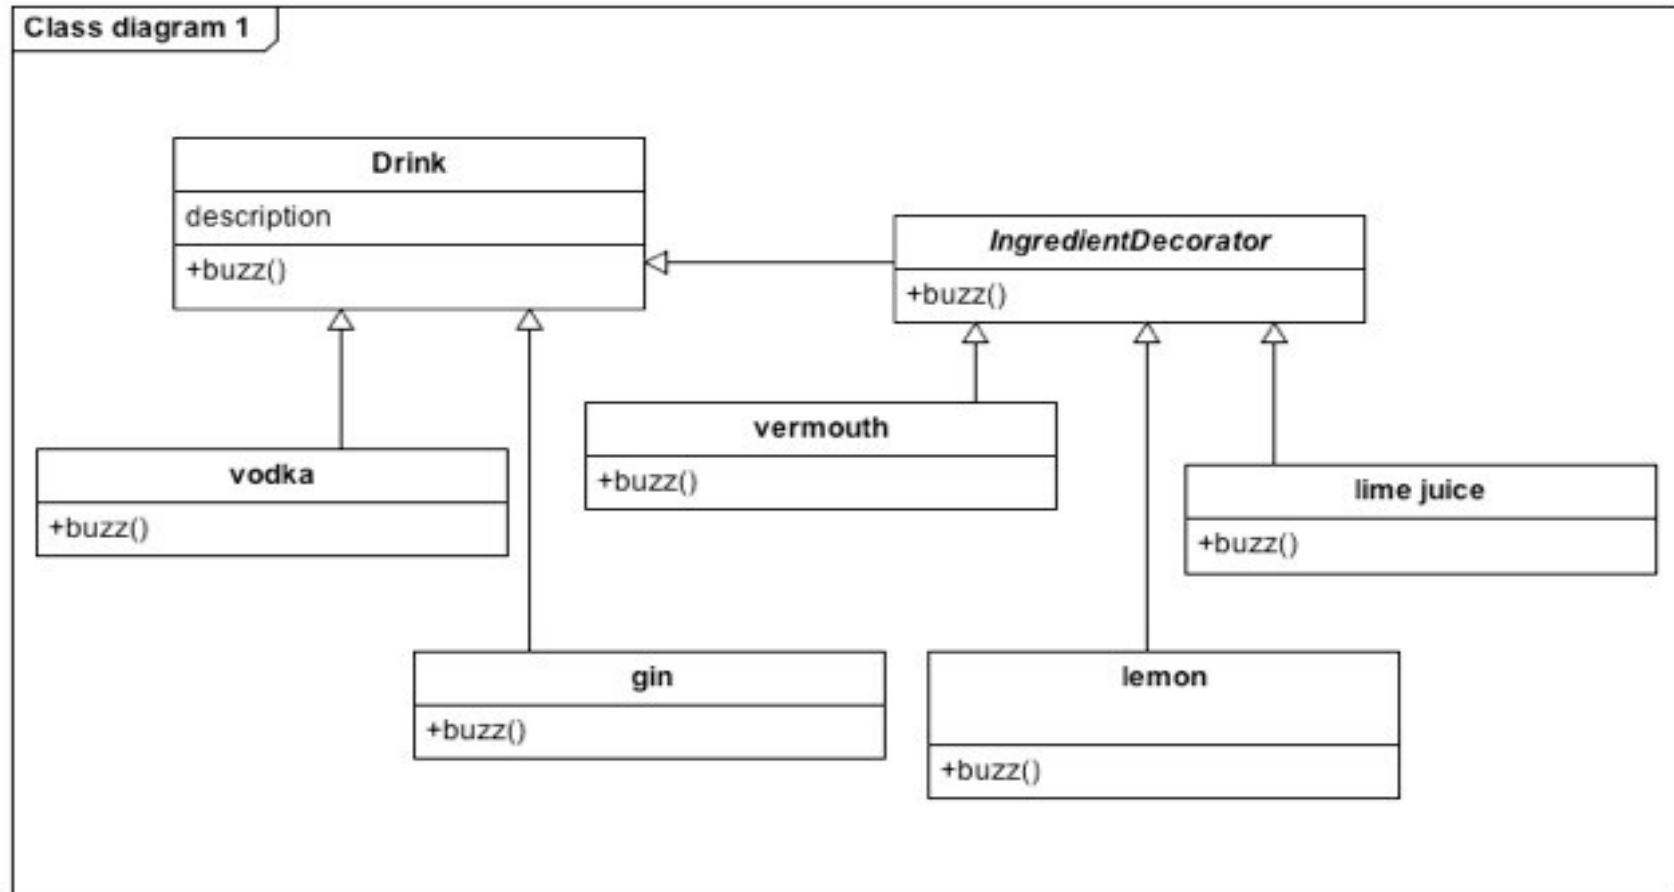 Class diagram 1
Drink
description
+buzz()
IngredientDecorator
+buzz()
vermouth
+buzz()
vodka
+buzz()
lime juice
+buzz()
gin
+buzz()
lemon
+buzz()